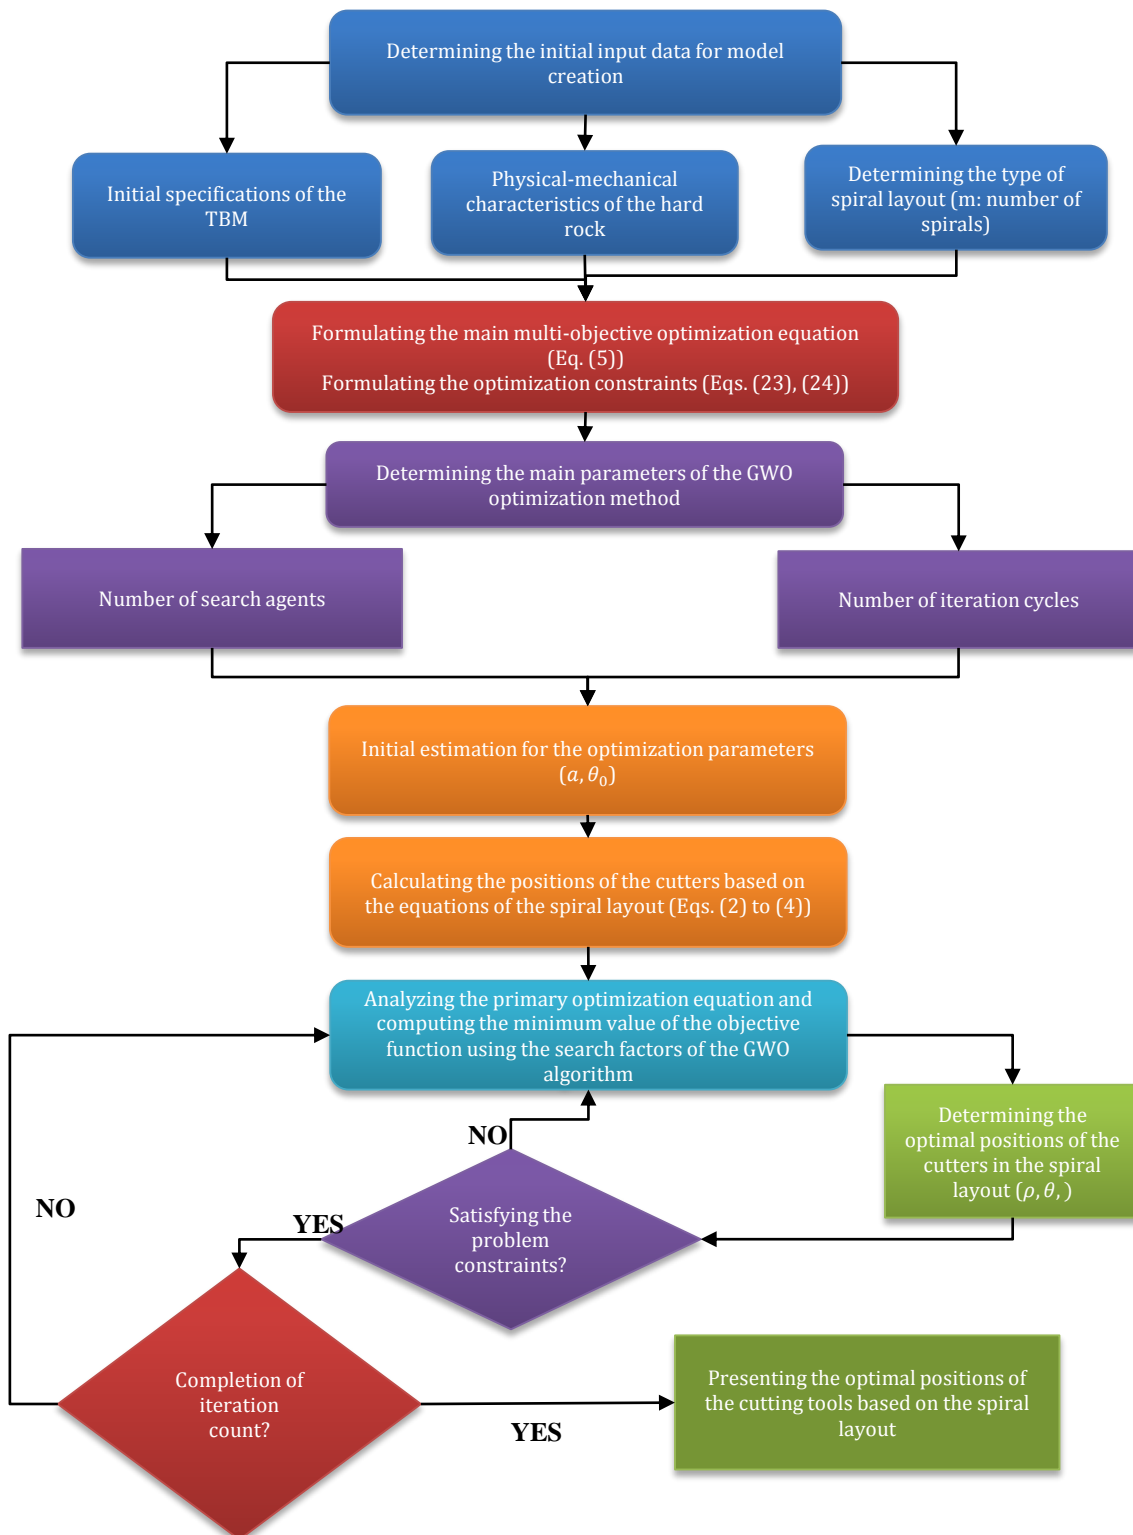 Determining the initial input data for model
creation
Initial specifications of the
TBM
Physical-mechanical
characteristics of the hard
rock
Determining the type of
spiral layout (m: number of
spirals)
Formulating the main multi-objective optimization equation
(Eq. (5))
Formulating the optimization constraints (Eqs. (23), (24))
Determining the main parameters of the GWO
optimization method
Number of search agents
Number of iteration cycles
Initial estimation for the optimization parameters
(𝑎, 𝜃₀)
Calculating the positions of the cutters based on
the equations of the spiral layout (Eqs. (2) to (4))
Analyzing the primary optimization equation and
computing the minimum value of the objective
function using the search factors of the GWO
algorithm
Determining the
optimal positions of the
cutters in the spiral
layout (𝜌, 𝜃, )
NO
NO
YES
Satisfying the
problem
constraints?
Completion of
iteration
count?
YES
Presenting the optimal positions of
the cutting tools based on the spiral
layout